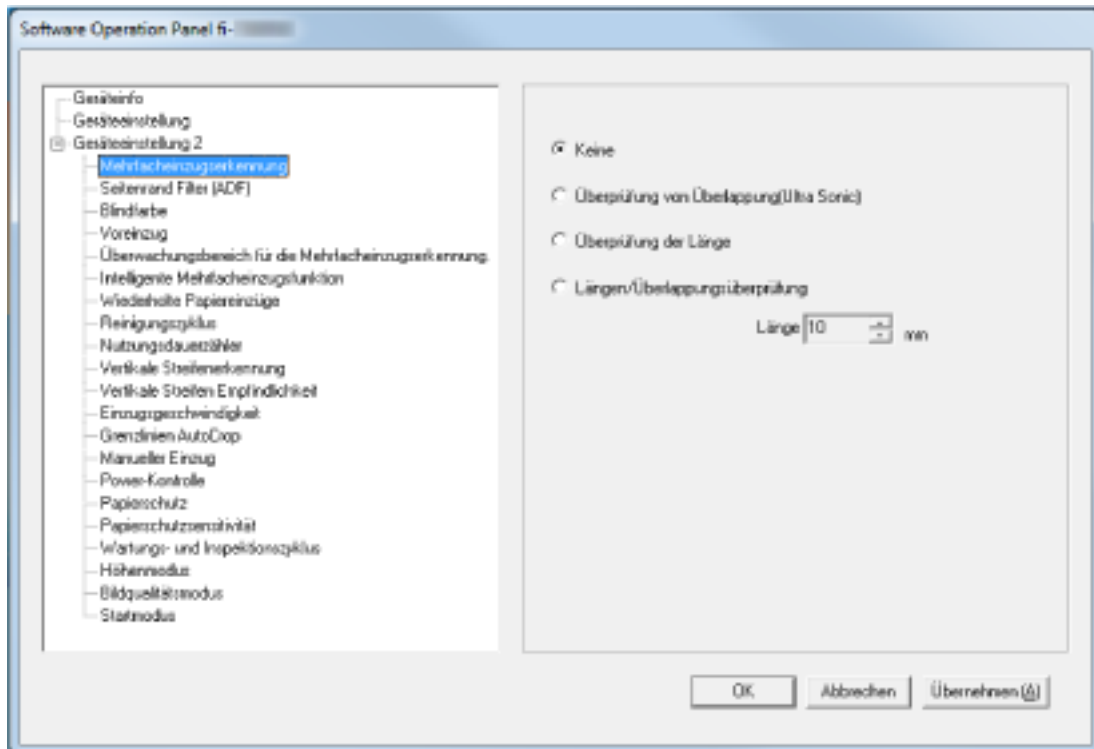 Software Operation Panel fi-
Geräteinfo
Geräteeinstellung
Geräteeinstellung 2
Mehrfacheinzugserkennung
Seitenrand Filter (ADF)
Blindfarbe
Voreinzug
Überwachungsbereich für die Mehrfacheinzugserkennung.
Intelligente Mehrfacheinzugsfunktion
Wiederholte Papiereinzüge
Reinigungszyklus
Nutzungsdauerzähler
Vertikale Streifenerkennung
Vertikale Streifen Empfindlichkeit
Einzugsgeschwindigkeit
Grenzlinien AutoCrop
Manueller Einzug
Power-Kontrolle
Papierschutz
Papierschutzsensitivität
Wartungs- und Inspektionszyklus
Höhenmodus
Bildqualitätsmodus
Startmodus
Keine
Überprüfung von Überlappung(Ultra Sonic)
Überprüfung der Länge
Längen/Überlappungsüberprüfung
Länge 10 mm
OK Abbrechen Übernehmen (A)